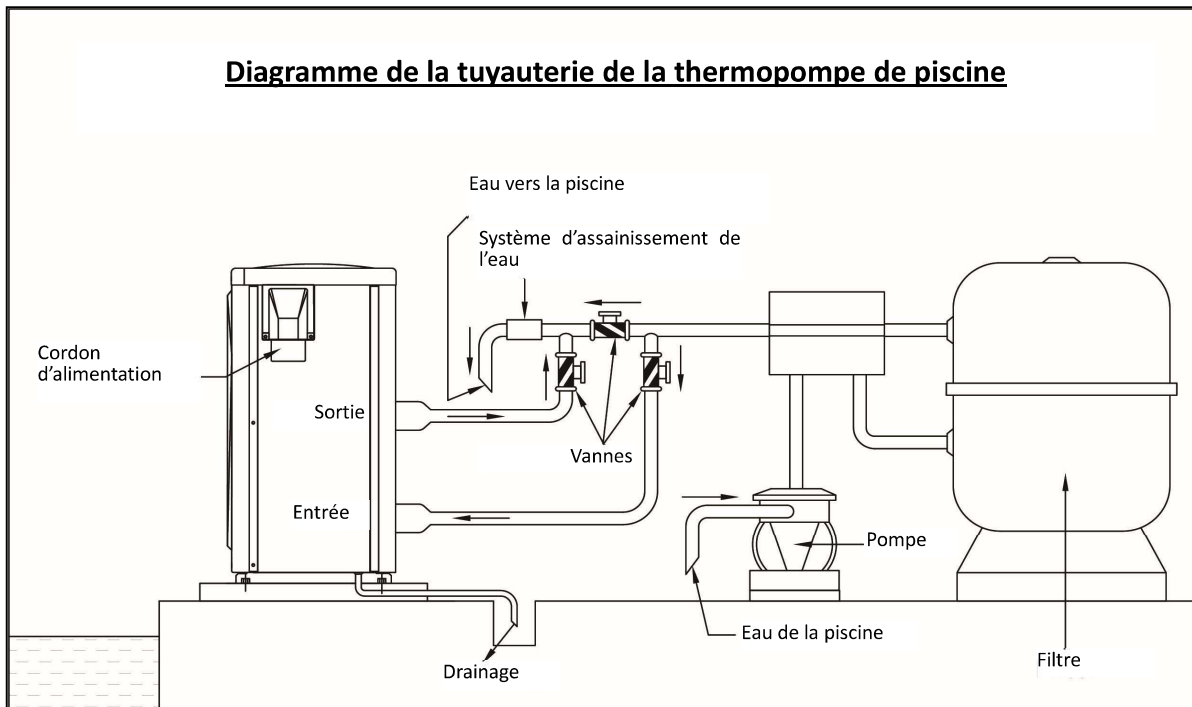 Diagramme de la tuyauterie de la thermopompe de piscine
Eau vers la piscine
Système d'assainissement de
l'eau
Cordon
d'alimentation
Sortie
Vannes
Entrée
Pompe
Eau de la piscine
Drainage
Filtre